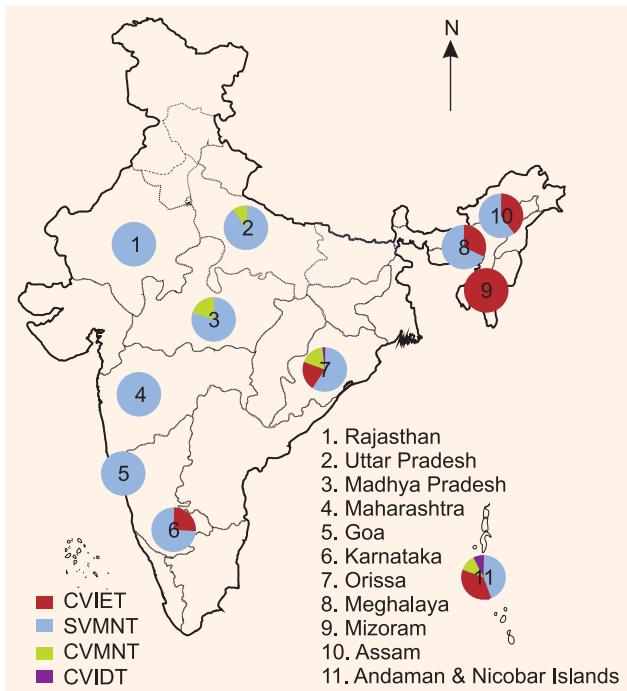 N
1
2
3
4
5
6
7
8
9
10
11
1. Rajasthan
2. Uttar Pradesh
3. Madhya Pradesh
4. Maharashtra
5. Goa
6. Karnataka
7. Orissa
8. Meghalaya
9. Mizoram
10. Assam
11. Andaman & Nicobar Islands
CVIET
SVMNT
CVMNT
CVIDT